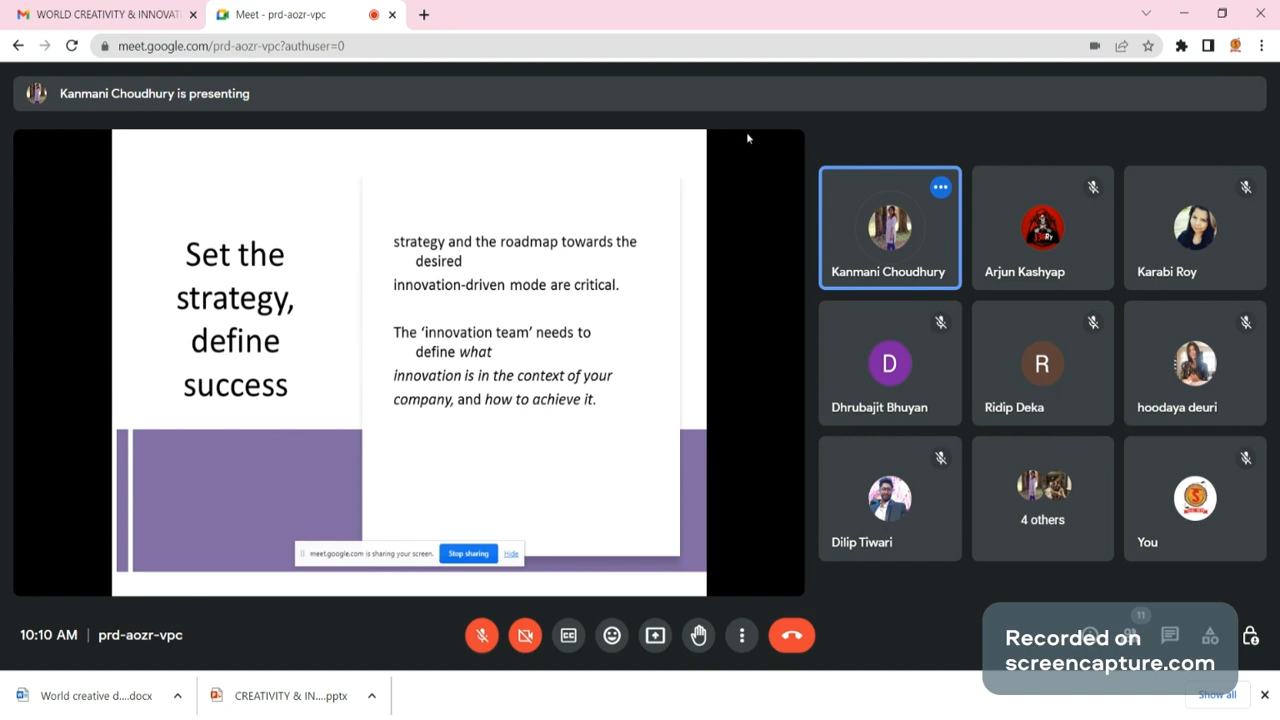 WORLD CREATIVITY & INNOVAT
Meet - prd-aozr-vpc
meet.google.com/prd-aozr-vpc?authuser=0
Kanmani Choudhury is presenting
Set the
strategy,
define
success
strategy and the roadmap towards the
desired
innovation-driven mode are critical.
The ‘innovation team’ needs to
define what
innovation is in the context of your
company, and how to achieve it.
meet.google.com is sharing your screen.
Stop sharing
Hide
Kanmani Choudhury
Arjun Kashyap
Karabi Roy
D
Dhrubajit Bhuyan
R
Ridip Deka
hoodaya deuri
Dilip Tiwari
4 others
You
10:10 AM | prd-aozr-vpc
11
Recorded on
screencapture.com
World creative d....docx
CREATIVITY & IN....pptx
Show all